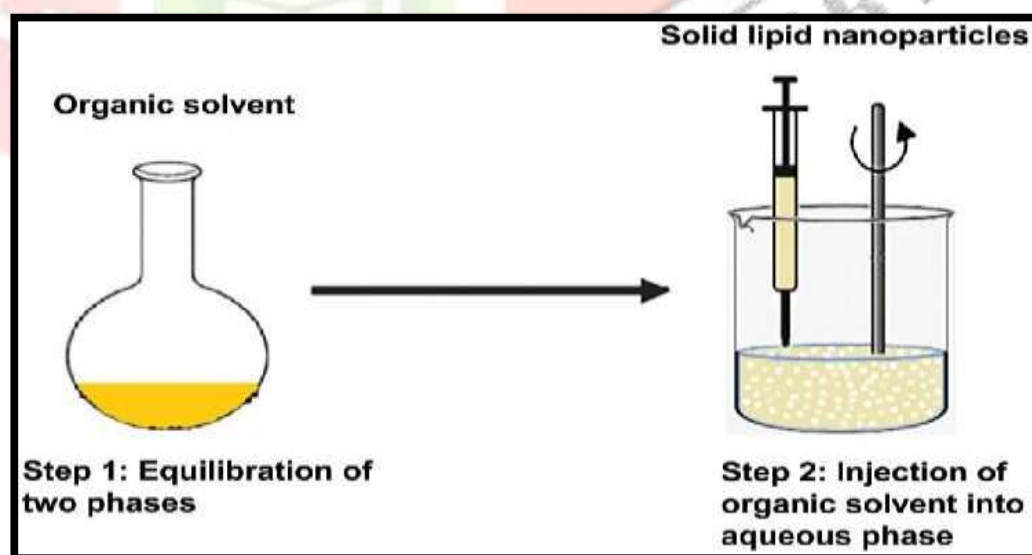 Solid lipid nanoparticles
Organic solvent
Step 1: Equilibration of
two phases
Step 2: Injection of
organic solvent into
aqueous phase